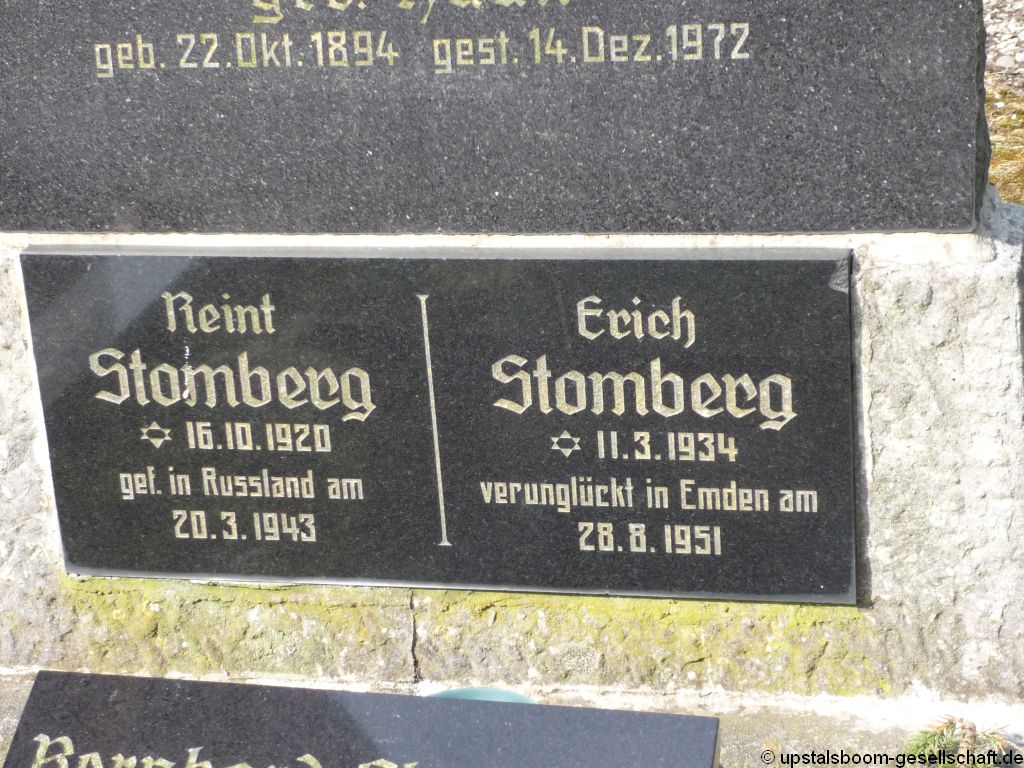 geb.
geb. 22.Okt.1894 gest.14.Dez.1972
Reint
Stomberg
✡ 16.10.1920
gef. in Russland am
20.3.1943
Erich
Stomberg
✡ 11.3.1934
verunglückt in Emden am
28.8.1951
© upstalsboom-gesellschaft.de